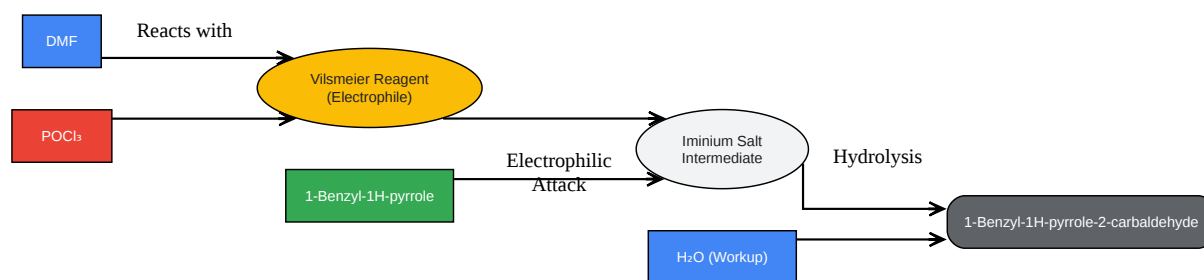 DMF
Reacts with
Vilsmeier Reagent
(Electrophile)
POCl₃
Iminium Salt
Intermediate
Electrophilic
Attack
Hydrolysis
1-Benzyl-1H-pyrrole
1-Benzyl-1H-pyrrole-2-carbaldehyde
H₂O (Workup)